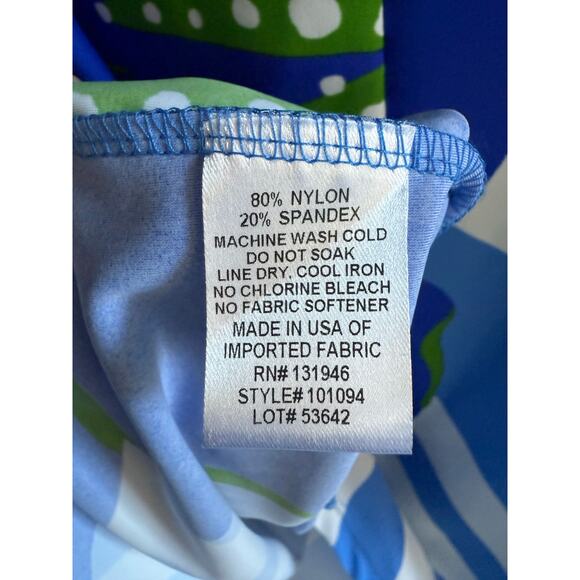 80% NYLON
20% SPANDEX
MACHINE WASH COLD
DO NOT SOAK
LINE DRY, COOL IRON
NO CHLORINE BLEACH
NO FABRIC SOFTENER
MADE IN USA OF
IMPORTED FABRIC
RN# 131946
STYLE# 101094
LOT# 53642